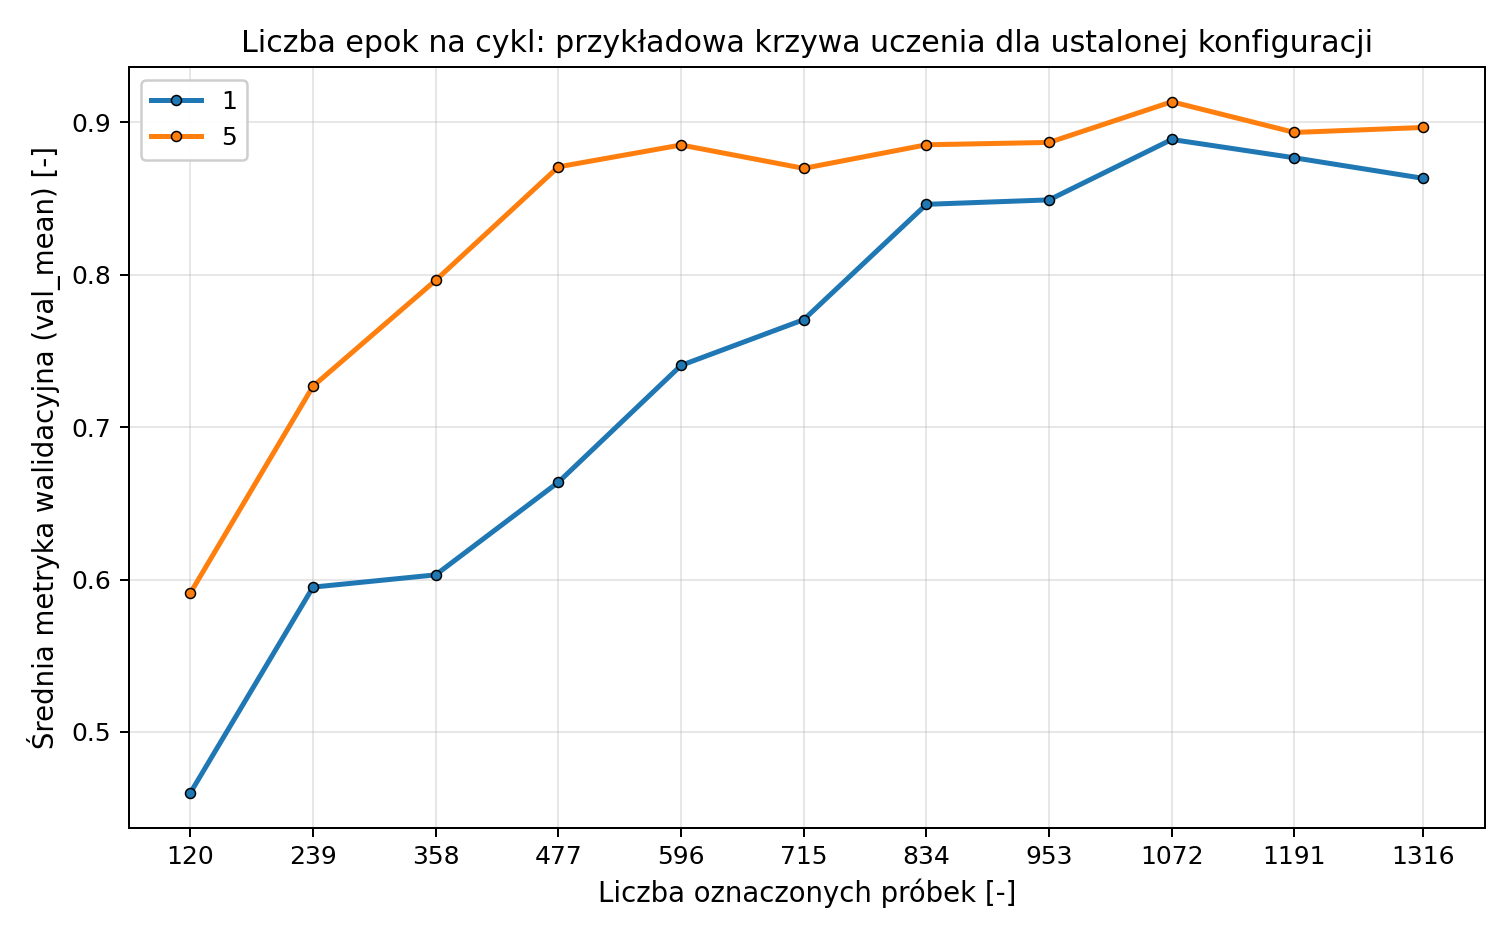 Liczba epok na cykl: przykładowa krzywa uczenia dla ustalonej konfiguracji
1
5
Średnia metryka walidacyjna (val_mean) [-]
0.9
0.8
0.7
0.6
0.5
120 239 358 477 596 715 834 953 1072 1191 1316
Liczba oznaczonych próbek [-]